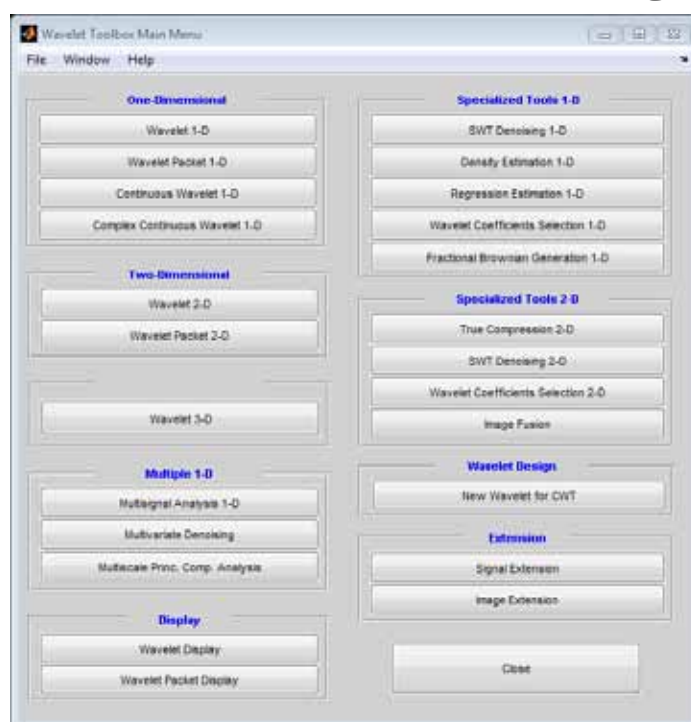 Wavelet Toolbox Main Menu
File Window Help
One-Dimensional
Wavelet 1-D
Wavelet Packet 1-D
Continuous Wavelet 1-D
Complex Continuous Wavelet 1-D
Two-Dimensional
Wavelet 2-D
Wavelet Packet 2-D
Wavelet 3-D
Multiple 1-D
Multisignal Analysis 1-D
Multivariate Denoising
Multiscale Princ. Comp. Analysis
Display
Wavelet Display
Wavelet Packet Display
Specialized Tools 1-D
SWT Denoising 1-D
Density Estimation 1-D
Regression Estimation 1-D
Wavelet Coefficients Selection 1-D
Fractional Brownian Generation 1-D
Specialized Tools 2-D
True Compression 2-D
SWT Denoising 2-D
Wavelet Coefficients Selection 2-D
Image Fusion
Wavelet Design
New Wavelet for CWT
Extension
Signal Extension
Image Extension
Close